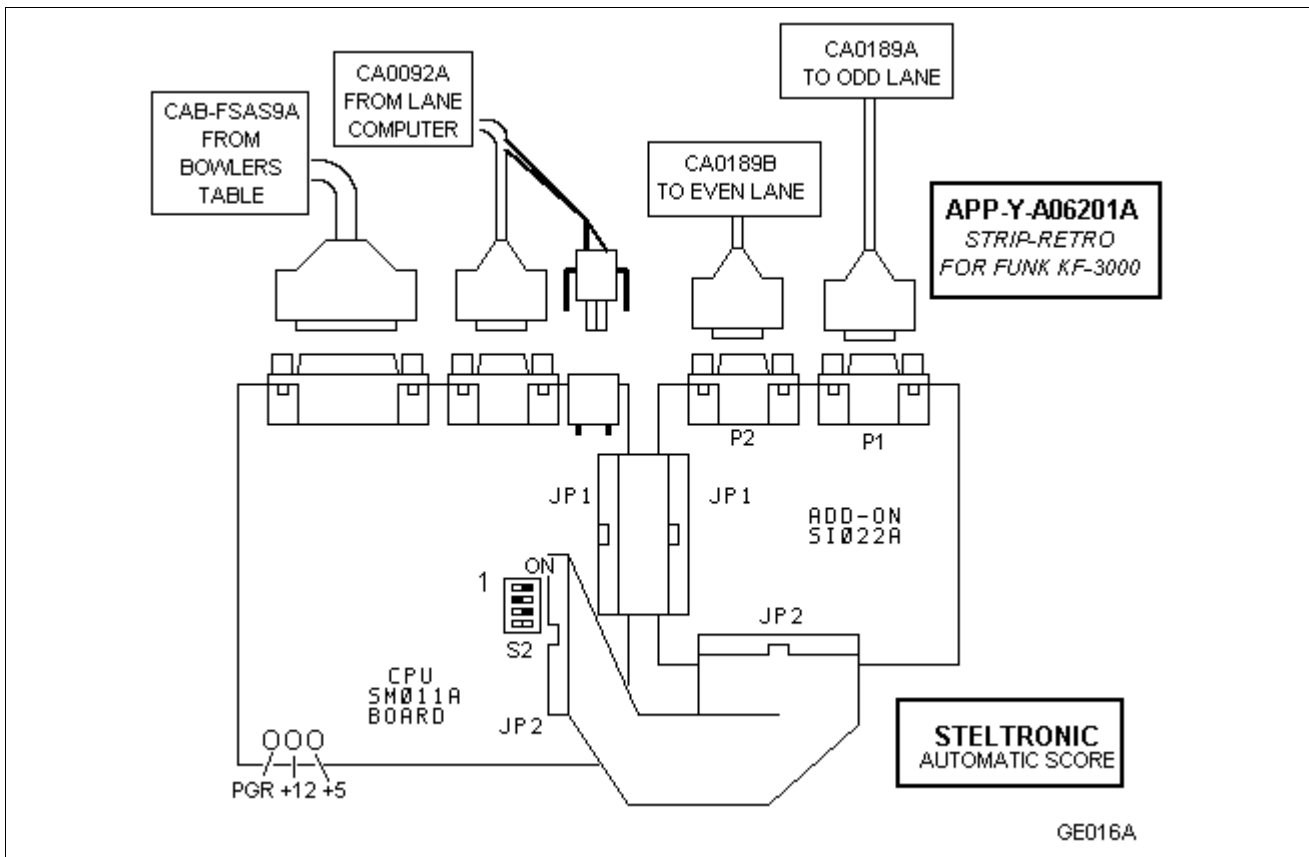 CA0189A
TO ODD LANE
CA0092A
FROM LANE
COMPUTER
CAB-FSAS9A
FROM
BOWLERS
TABLE
CA0189B
TO EVEN LANE
APP-Y-A06201A
STRIP-RETRO
FOR FUNK KF-3000
P2
P1
JP1
JP1
ADD-ON
SIØ22A
ON
1
S2
JP2
CPU
SMØ11A
BOARD
JP2
PGR +12 +5
STELTRONIC
AUTOMATIC SCORE
GE016A